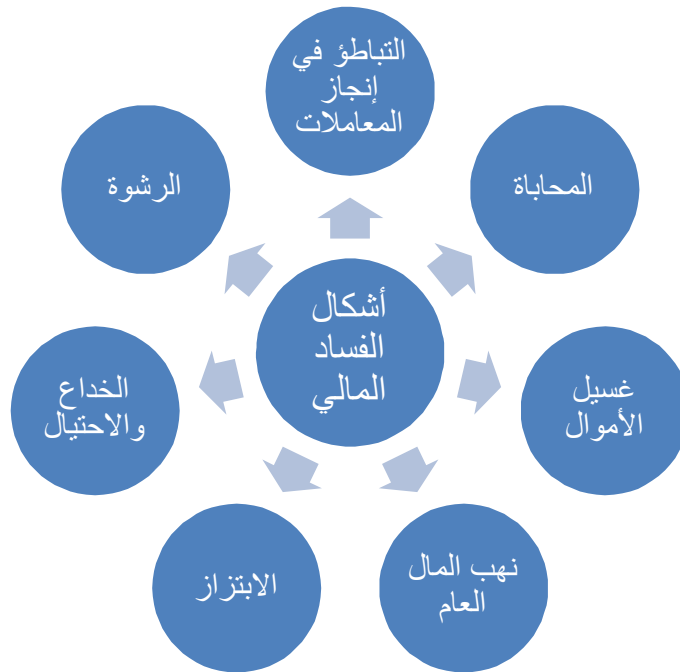 التباطؤ في
إنجاز
المعاملات
المحاباة
الرشوة
أشكال
الفساد
المالي
غسيل
الأموال
الخداع
والاحتيال
نهب المال
العام
الابتزاز